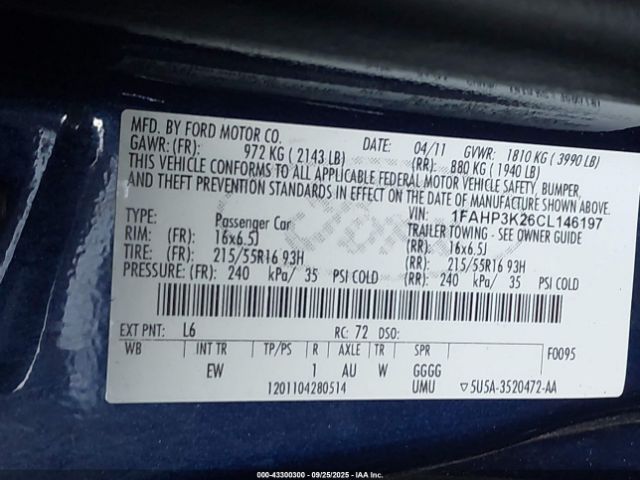 MFD. BY FORD MOTOR CO. DATE: 04/11 GVWR: 1810 KG ( 3990 LB)
GAWR: (FR): 972 KG ( 2143 LB) (RR): 880 KG ( 1940 LB)
THIS VEHICLE CONFORMS TO ALL APPLICABLE FEDERAL MOTOR VEHICLE SAFETY, BUMPER,
AND THEFT PREVENTION STANDARDS IN EFFECT ON THE DATE OF MANUFACTURE SHOWN ABOVE.
VIN: 1FAHP3K26CL146197
TYPE: Passenger Car TRAILER TOWING - SEE OWNER GUIDE
RIM: (FR): 16x6.5J (RR): 16x6.5J
TIRE: (FR): 215/55R16 93H (RR): 215/55R16 93H
PRESSURE: (FR): 240 kPa/ 35 PSI COLD (RR): 240 kPa/ 35 PSI COLD
EXT PNT: L6 RC: 72 DSO:
F0095
WB INT TR TP/PS R AXLE TR SPR
EW 1 AU W GGGG
1201104280514 UMU ▽5U5A-3520472-AA
000-43300300 - 09/25/2025 - IAA Inc.